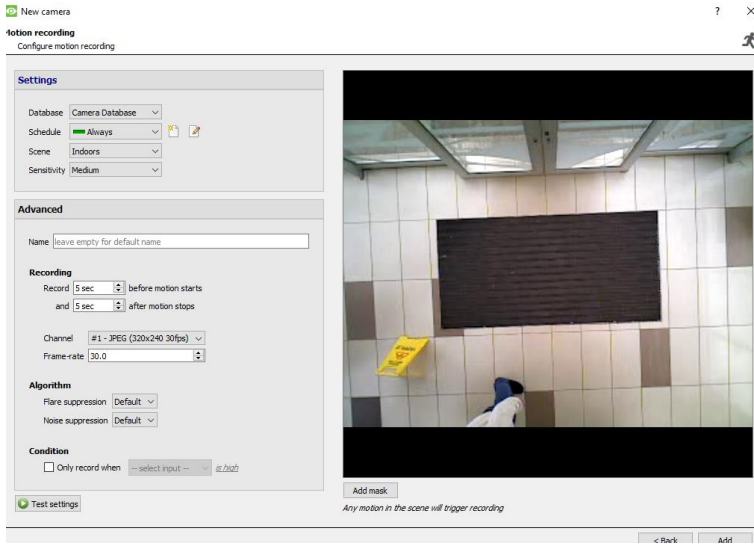 New camera
?
Motion recording
Configure motion recording
Settings
Database Camera Database
Schedule Always
Scene Indoors
Sensitivity Medium
Advanced
Name leave empty for default name
Recording
Record 5 sec before motion starts
and 5 sec after motion stops
Channel #1 - JPEG (320x240 30fps)
Frame-rate 30.0
Algorithm
Flare suppression Default
Noise suppression Default
Condition
Only record when -- select input -- is high
Test settings
Add mask
Any motion in the scene will trigger recording
< Back Add